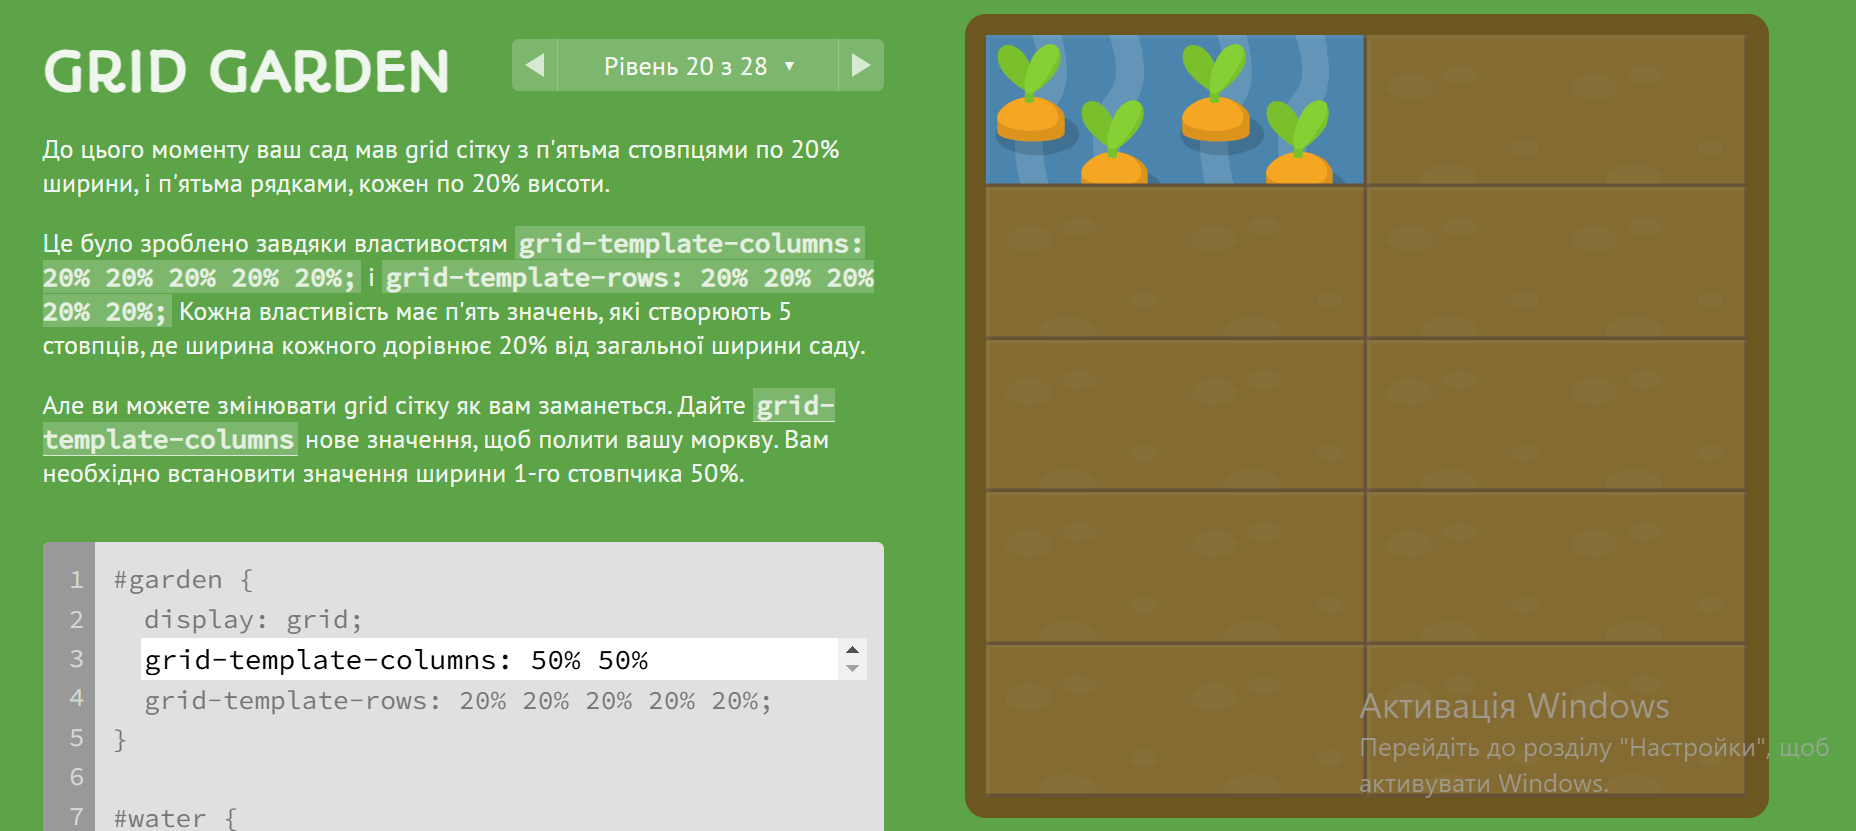 GRID GARDEN
Рівень 20 з 28 ▼
До цього моменту ваш сад мав grid сітку з п'ятьма стовпцями по 20%
ширини, і п'ятьма рядками, кожен по 20% висоти.
Це було зроблено завдяки властивостям grid-template-columns:
20% 20% 20% 20% 20%; і grid-template-rows: 20% 20% 20%
20% 20%; Кожна властивість має п'ять значень, які створюють 5
стовпців, де ширина кожного дорівнює 20% від загальної ширини саду.
Але ви можете змінювати grid сітку як вам заманеться. Дайте grid-
template-columns нове значення, щоб полити вашу моркву. Вам
необхідно встановити значення ширини 1-го стовпчика 50%.
1 #garden {
2 display: grid;
3 grid-template-columns: 50% 50%
4 grid-template-rows: 20% 20% 20% 20% 20%;
5 }
6
7 #water {
Активація Windows
Перейдіть до розділу "Настройки", щоб
активувати Windows.